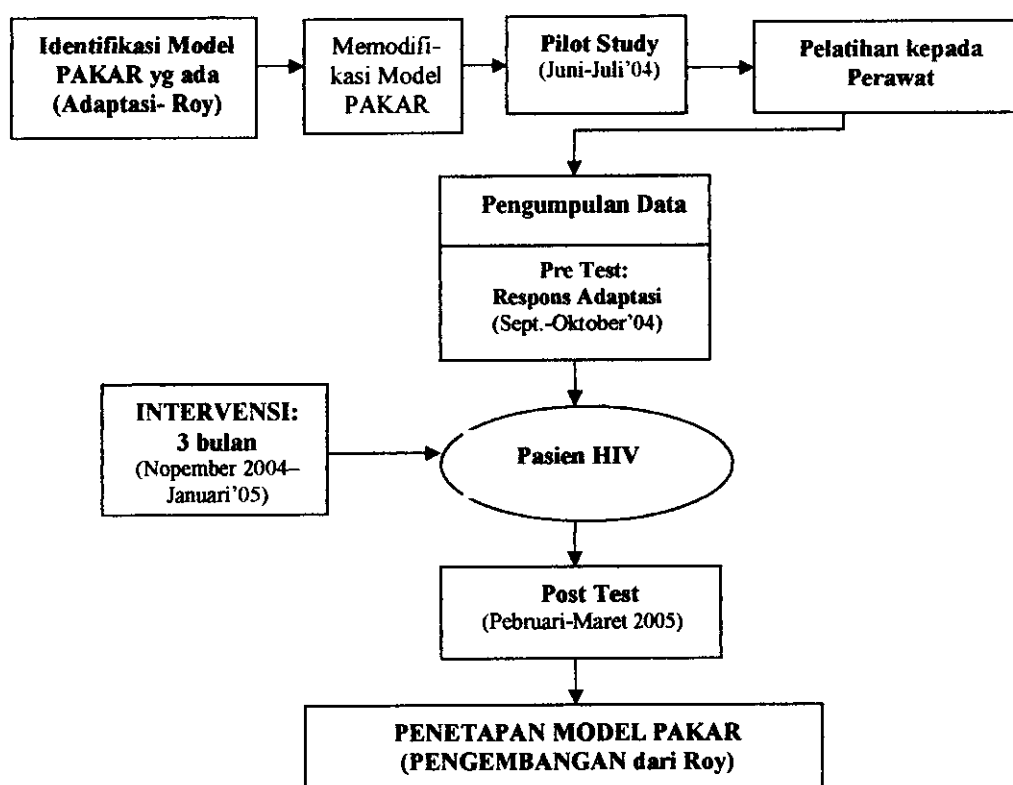 Identifikasi Model
PAKAR yg ada
(Adaptasi- Roy)
Memodifi-
kasi Model
PAKAR
Pilot Study
(Juni-Juli'04)
Pelatihan kepada
Perawat
Pengumpulan Data
Pre Test:
Respons Adaptasi
(Sept.-Oktober'04)
INTERVENSI:
3 bulan
(Nopember 2004–
Januari'05)
Pasien HIV
Post Test
(Pebruari-Maret 2005)
PENETAPAN MODEL PAKAR
(PENGEMBANGAN dari Roy)